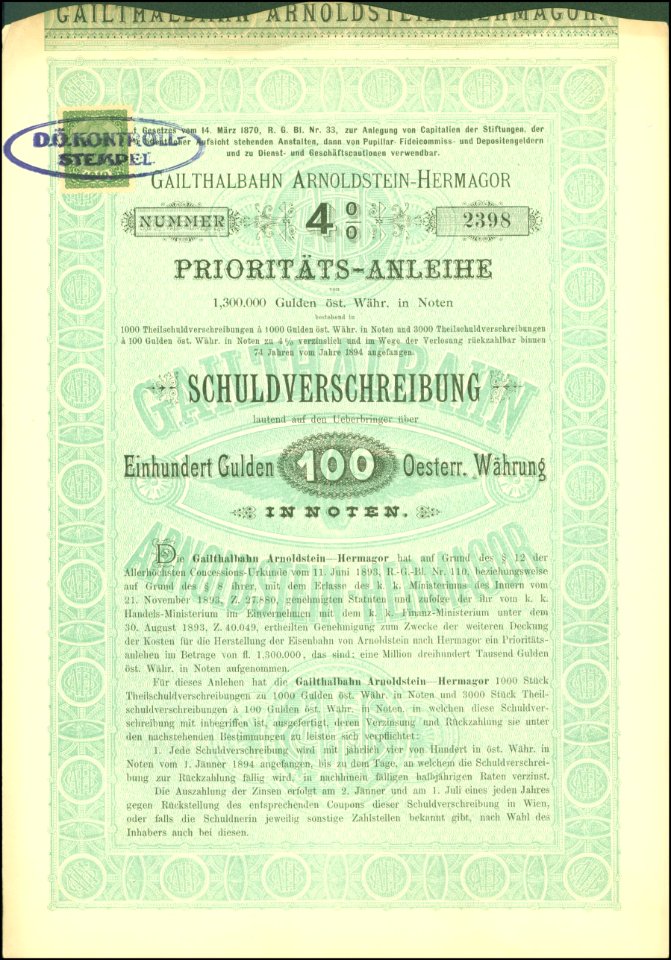 GAILTHALBAHN ARNOLDSTEIN-HERMAGOR.
D.Ö. KONTROLL-
STEMPEL
Gesetzes vom 14. März 1870, R. G. Bl. Nr. 33, zur Anlegung von Capitalien der Stiftungen, der
Aufsicht stehenden Anstalten, dann von Pupillar- Fideicommiss- und Depositengeldern
und zu Dienst- und Geschäftscautionen verwendbar.
GAILTHALBAHN ARNOLDSTEIN-HERMAGOR
NUMMER 4% 2398
PRIORITÄTS-ANLEIHE
von
1,300.000 Gulden öst. Währ. in Noten
bestehend in
1000 Theilschuldverschreibungen à 1000 Gulden öst. Währ. in Noten und 3000 Theilschuldverschreibungen
à 100 Gulden öst. Währ. in Noten zu 4% verzinslich und im Wege der Verlosung rückzahlbar binnen
74 Jahren vom Jahre 1894 angefangen.
GAILTHALBAHN
SCHULDVERSCHREIBUNG
lautend auf den Ueberbringer über
Einhundert Gulden 100 Oesterr. Währung
IN NOTEN.
ARNOLDSTEIN-HERMAGOR
Die Gailthalbahn Arnoldstein-Hermagor hat auf Grund des § 12 der
Allerhöchsten Concessions-Urkunde vom 11. Juni 1893, R.-G.-Bl. Nr. 110, beziehungsweise
auf Grund des § ihrer, mit dem Erlasse des k. k. Ministeriums des Innern vom
21. November 1893, Z. 27.880, genehmigten Statuten und zufolge der ihr vom k. k.
Handels-Ministerium im Einvernehmen mit dem k. k. Finanz-Ministerium unter dem
30. August 1893, Z. 40.049, ertheilten Genehmigung zum Zwecke der weiteren Deckung
der Kosten für die Herstellung der Eisenbahn von Arnoldstein nach Hermagor ein Prioritäts-
anlehen im Betrage von fl. 1.300.000, das sind: eine Million dreihundert Tausend Gulden
öst. Währ. in Noten aufgenommen.
Für dieses Anlehen hat die Gailthalbahn Arnoldstein-Hermagor 1000 Stück
Theilschuldverschreibungen zu 1000 Gulden öst. Währ. in Noten und 3000 Stück Theil-
schuldverschreibungen à 100 Gulden öst. Währ. in Noten, in welchen diese Schuldver-
schreibung mit inbegriffen ist, ausgefertigt, deren Verzinsung und Rückzahlung sie unter
den nachstehenden Bestimmungen zu leisten sich verpflichtet:
1. Jede Schuldverschreibung wird mit jährlich vier von Hundert in öst. Währ. in
Noten vom 1. Jänner 1894 angefangen, bis zu dem Tage, an welchem die Schuldverschrei-
bung zur Rückzahlung fällig wird, in nachhinein fälligen halbjährigen Raten verzinst.
Die Auszahlung der Zinsen erfolgt am 2. Jänner und am 1. Juli eines jeden Jahres
gegen Rückstellung des entsprechenden Coupons dieser Schuldverschreibung in Wien,
oder falls die Schuldnerin jeweilig sonstige Zahlstellen bekannt gibt, nach Wahl des
Inhabers auch bei diesen.